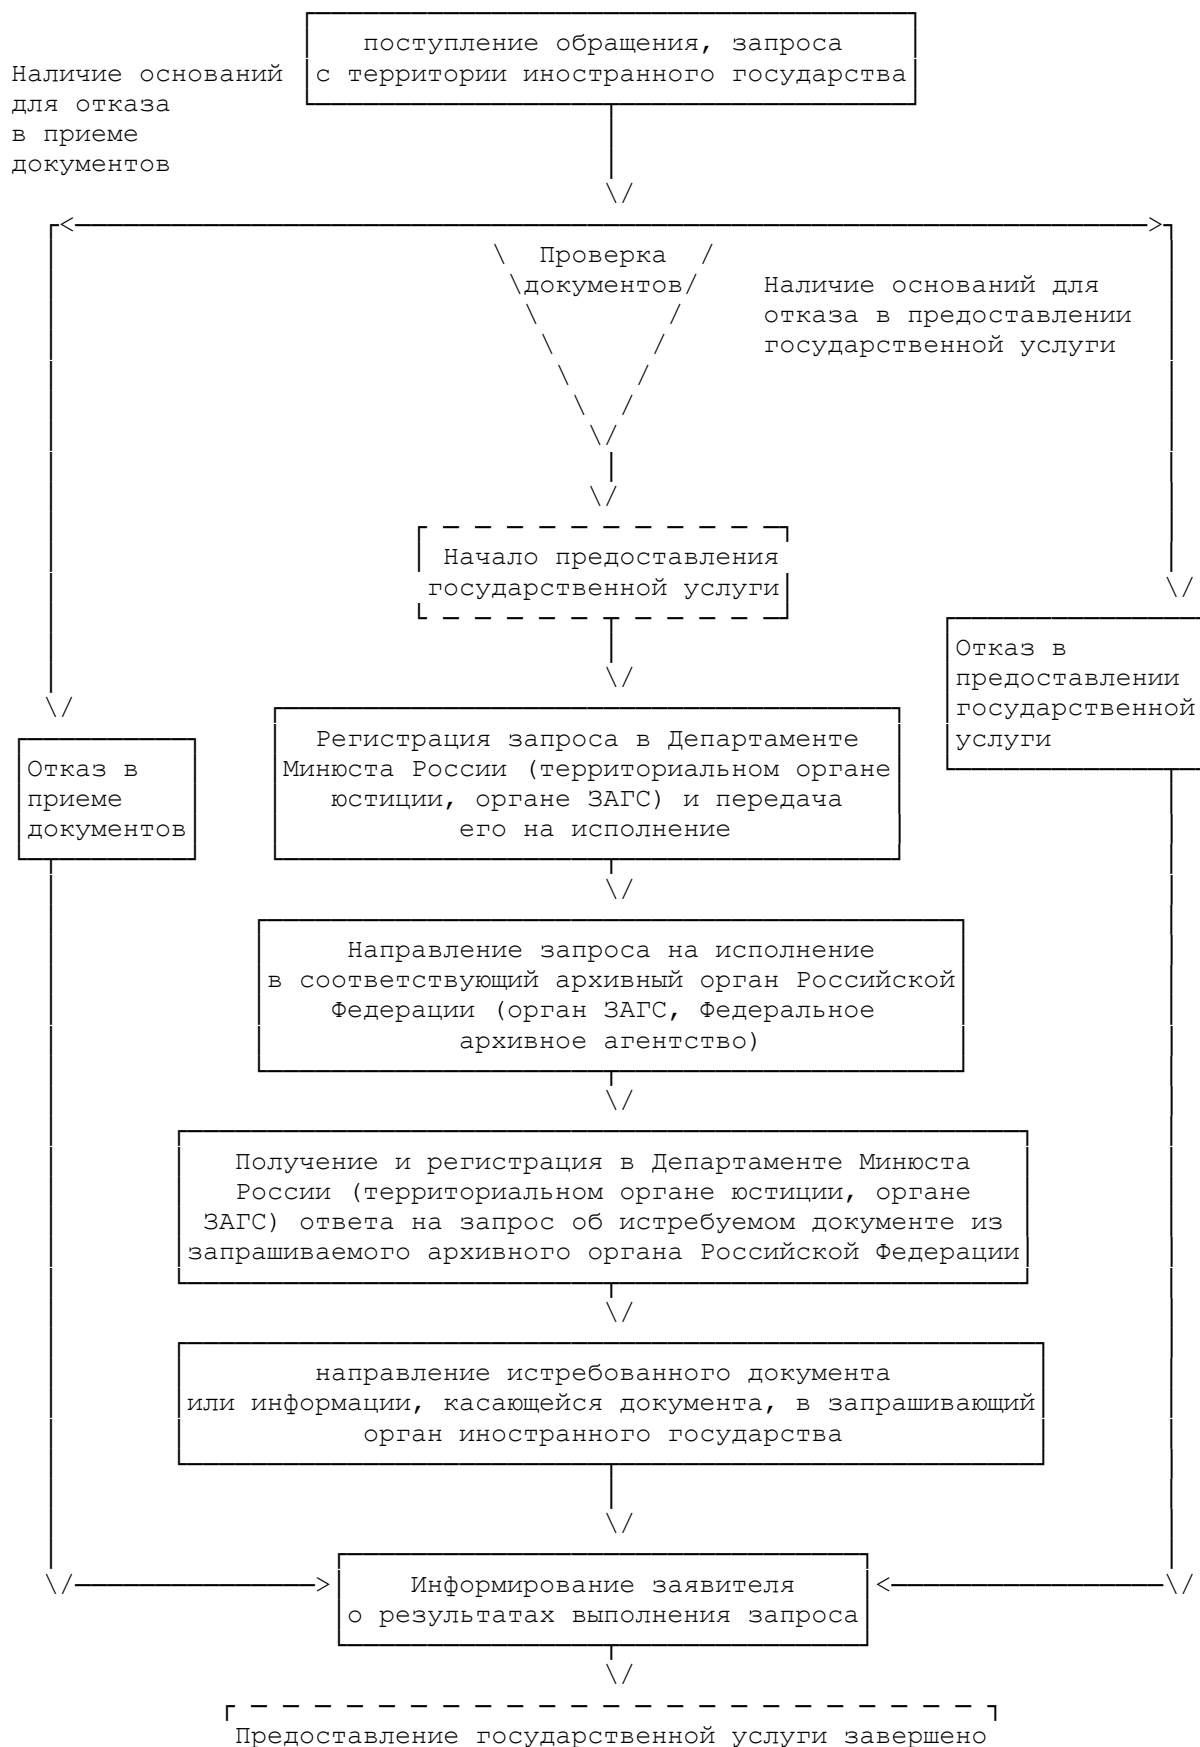 поступление обращения, запроса
с территории иностранного государства
Наличие оснований
для отказа
в приеме
документов
Проверка
документов
Наличие оснований для
отказа в предоставлении
государственной услуги
Начало предоставления
государственной услуги
Отказ в
предоставлении
государственной
услуги
Отказ в
приеме
документов
Регистрация запроса в Департаменте
Минюста России (территориальном органе
юстиции, органе ЗАГС) и передача
его на исполнение
Направление запроса на исполнение
в соответствующий архивный орган Российской
Федерации (орган ЗАГС, Федеральное
архивное агентство)
Получение и регистрация в Департаменте Минюста
России (территориальном органе юстиции, органе
ЗАГС) ответа на запрос об истребуемом документе из
запрашиваемого архивного органа Российской Федерации
направление истребованного документа
или информации, касающейся документа, в запрашивающий
орган иностранного государства
Информирование заявителя
о результатах выполнения запроса
Предоставление государственной услуги завершено